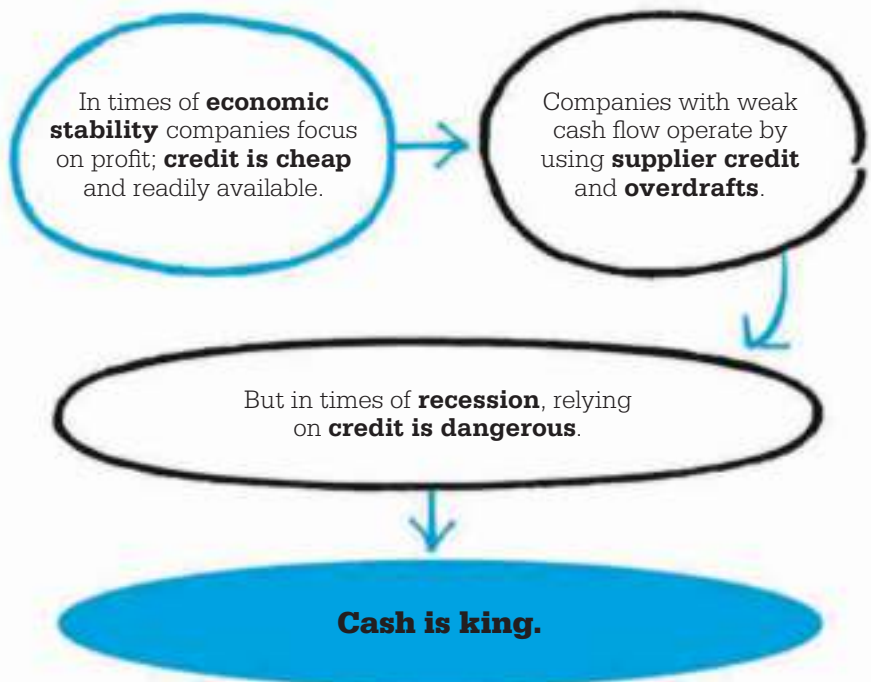 In times of economic
stability companies focus
on profit; credit is cheap
and readily available.
Companies with weak
cash flow operate by
using supplier credit
and overdrafts.
But in times of recession, relying
on credit is dangerous.
Cash is king.